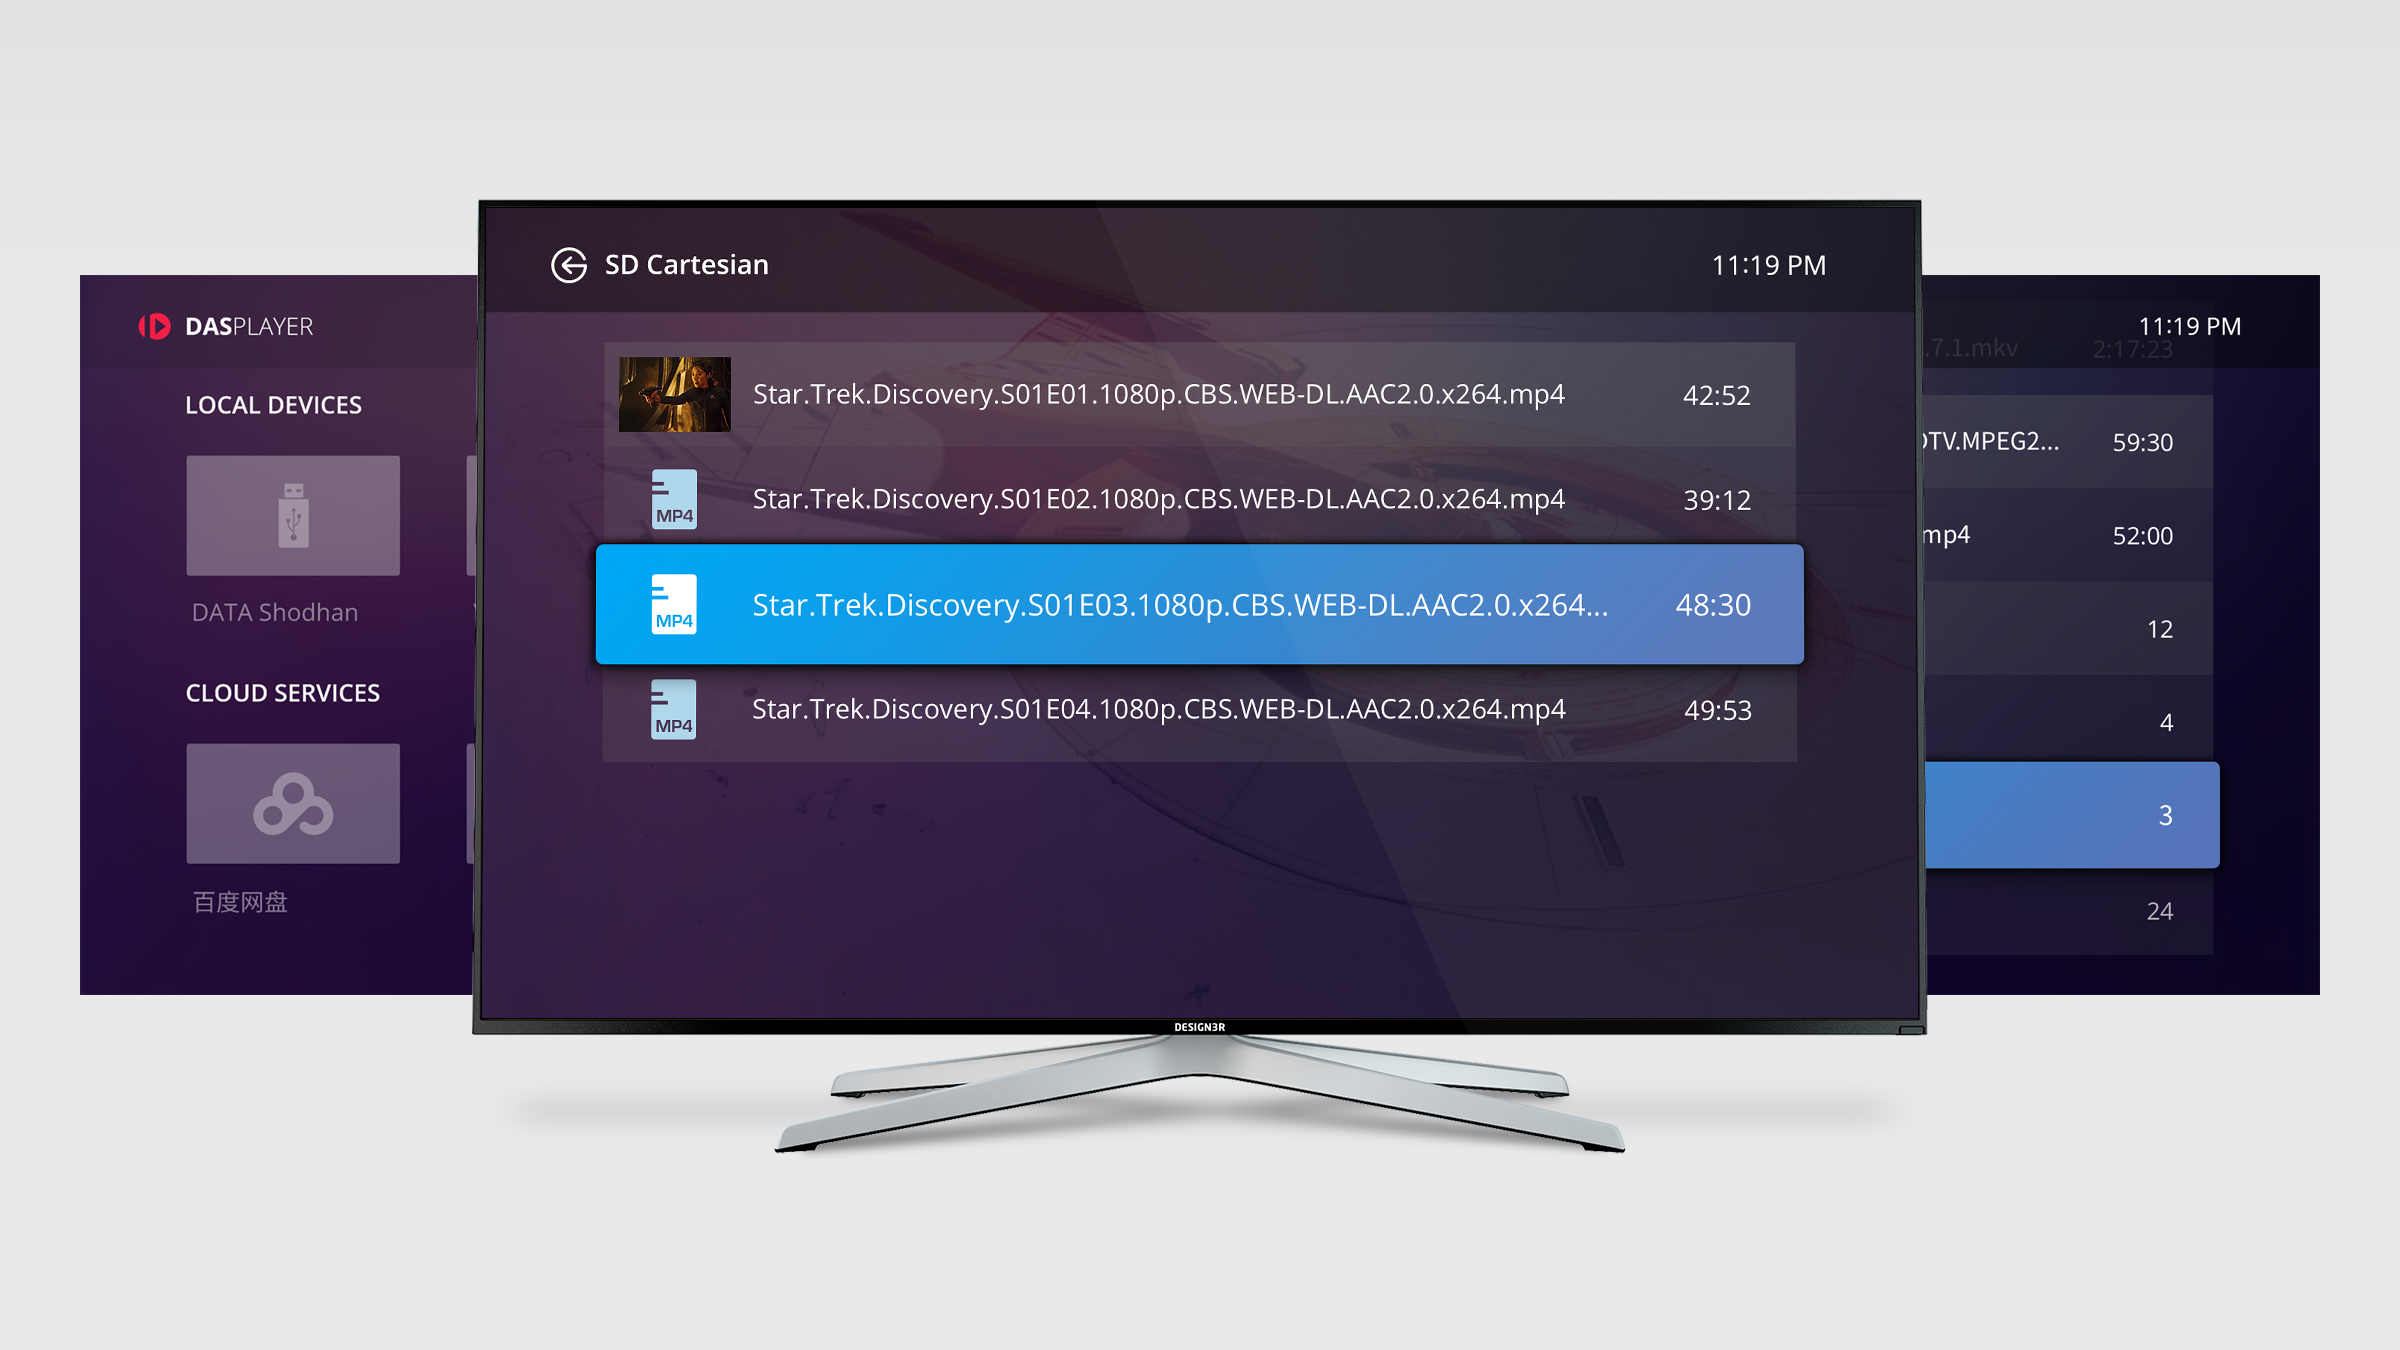 SD Cartesian
11:19 PM
Star.Trek.Discovery.S01E01.1080p.CBS.WEB-DL.AAC2.0.x264.mp4 42:52
MP4 Star.Trek.Discovery.S01E02.1080p.CBS.WEB-DL.AAC2.0.x264.mp4 39:12
MP4 Star.Trek.Discovery.S01E03.1080p.CBS.WEB-DL.AAC2.0.x264... 48:30
MP4 Star.Trek.Discovery.S01E04.1080p.CBS.WEB-DL.AAC2.0.x264.mp4 49:53
DESIGN3R
DASPLAYER
LOCAL DEVICES
DATA Shodhan
CLOUD SERVICES
百度网盘
11:19 PM
.7.1.mkv 2:17:23
TV.MPEG2... 59:30
mp4 52:00
12
4
3
24